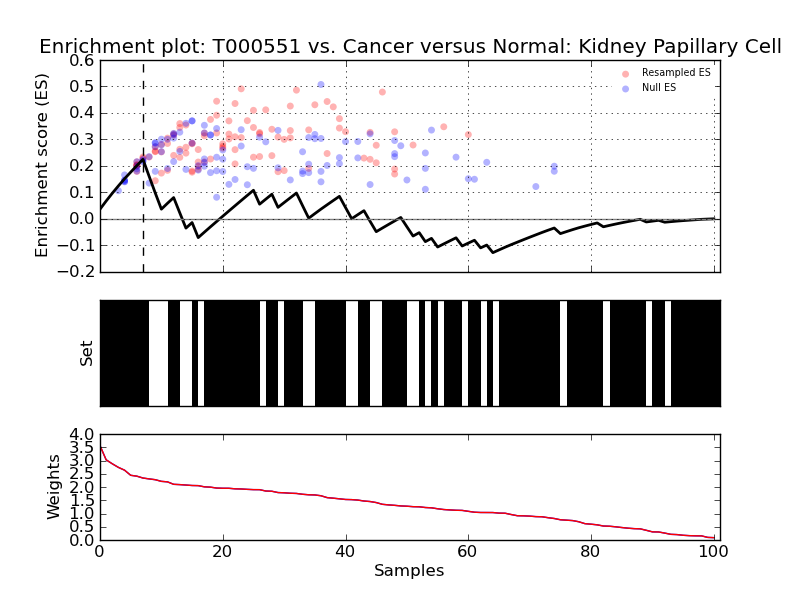 Enrichment plot: T000551 vs. Cancer versus Normal: Kidney Papillary Cell
Enrichment score (ES)
0.6
0.5
0.4
0.3
0.2
0.1
0.0
−0.1
−0.2
Resampled ES
Null ES
Set
Weights
4.0
3.5
3.0
2.5
2.0
1.5
1.0
0.5
0.0
0 20 40 60 80 100
Samples